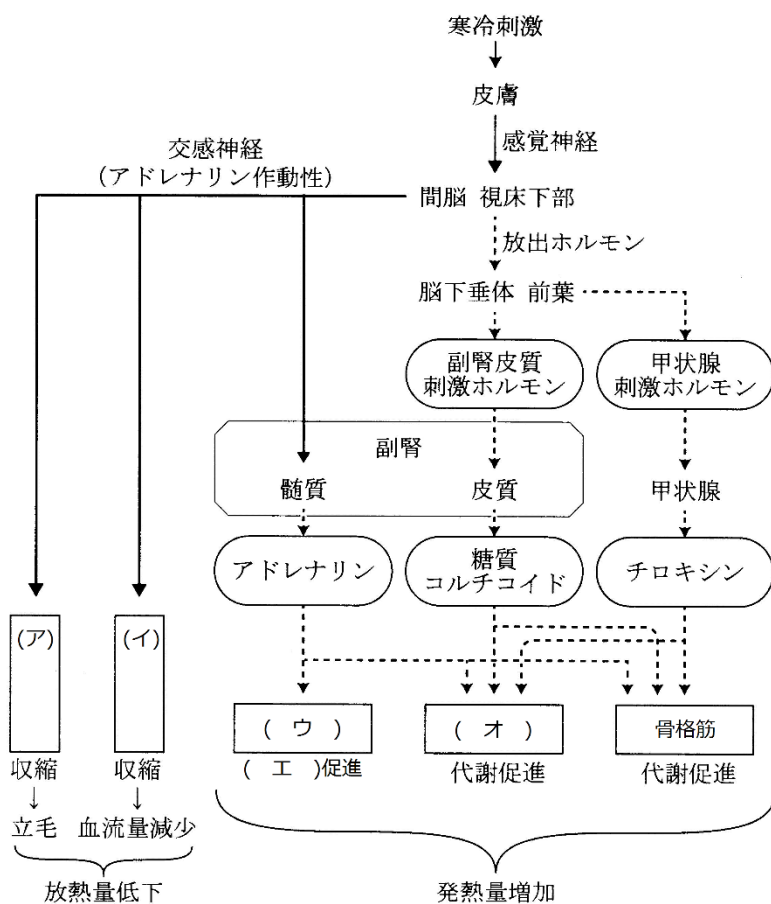 寒冷刺激
皮膚
感覚神経
交感神経
(アドレナリン作動性)
間脳 視床下部
放出ホルモン
脳下垂体 前葉
副腎皮質
刺激ホルモン
甲状腺
刺激ホルモン
副腎
髄質
皮質
甲状腺
アドレナリン
糖質
コルチコイド
チロキシン
(ア)
(イ)
( ウ )
( オ )
骨格筋
収縮
収縮
( エ )促進
代謝促進
代謝促進
立毛
血流量減少
放熱量低下
発熱量増加